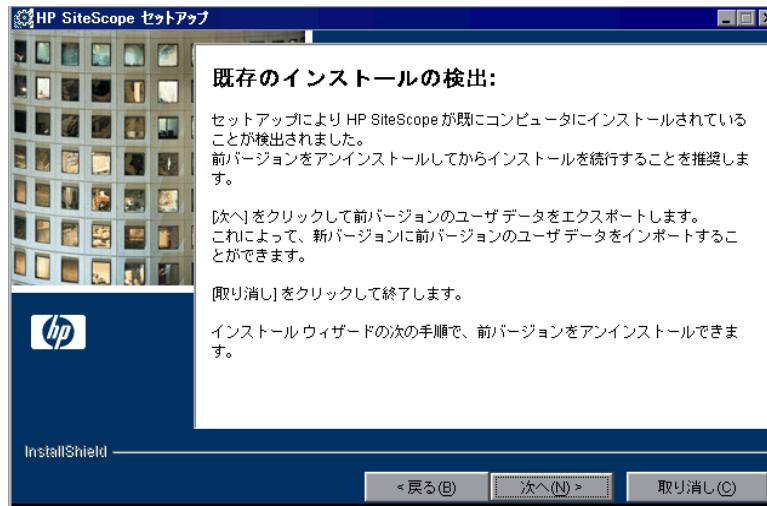 HP SiteScope セットアップ
既存のインストールの検出:
セットアップにより HP SiteScope が既にコンピュータにインストールされている
ことが検出されました。
前バージョンをアンインストールしてからインストールを続行することを推奨しま
す。
[次へ] をクリックして前バージョンのユーザ データをエクスポートします。
これによって、新バージョンに前バージョンのユーザ データをインポートするこ
とができます。
[取り消し] をクリックして終了します。
インストール ウィザードの次の手順で、前バージョンをアンインストールできま
す。
hp
InstallShield
<戻る(B)
次へ(N) >
取り消し(C)